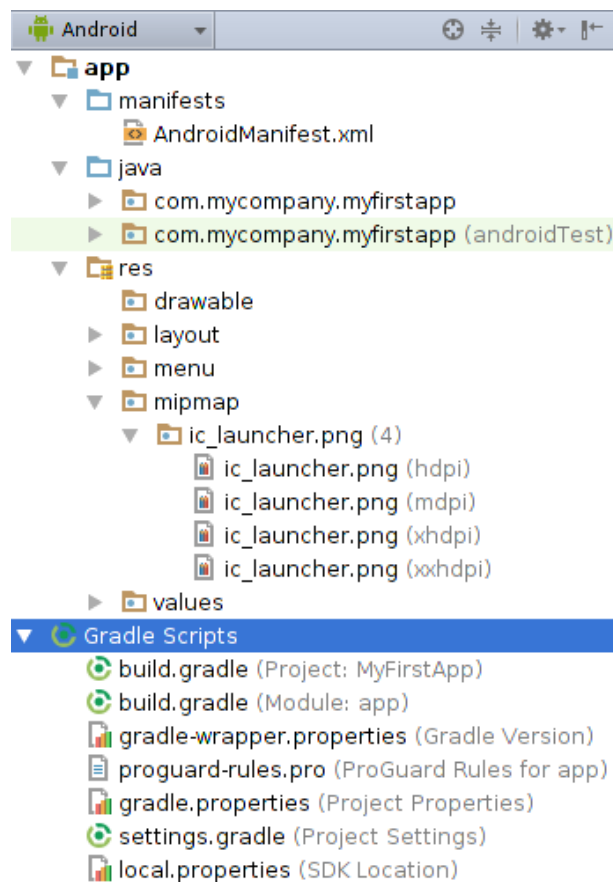 Android
app
manifests
AndroidManifest.xml
java
com.mycompany.myfirstapp
com.mycompany.myfirstapp (androidTest)
res
drawable
layout
menu
mipmap
ic_launcher.png (4)
ic_launcher.png (hdpi)
ic_launcher.png (mdpi)
ic_launcher.png (xhdpi)
ic_launcher.png (xxhdpi)
values
Gradle Scripts
build.gradle (Project: MyFirstApp)
build.gradle (Module: app)
gradle-wrapper.properties (Gradle Version)
proguard-rules.pro (ProGuard Rules for app)
gradle.properties (Project Properties)
settings.gradle (Project Settings)
local.properties (SDK Location)